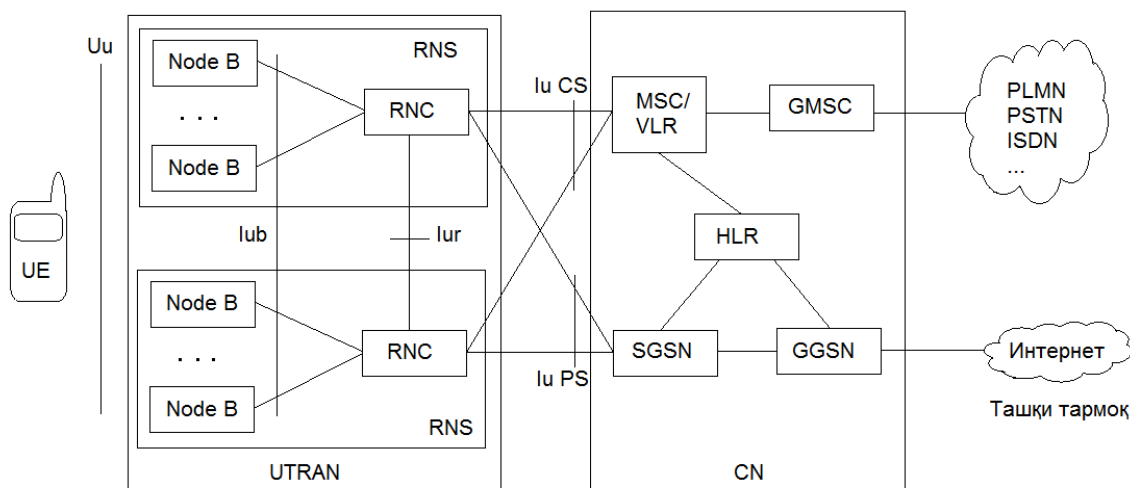 Uu
RNS
Node B
. . .
Node B
RNC
Iu CS
MSC/
VLR
GMSC
PLMN
PSTN
ISDN
...
UE
Iub
Iur
HLR
Node B
. . .
Node B
RNC
RNS
Iu PS
SGSN
GGSN
Интернет
Ташқи тармоқ
UTRAN
CN